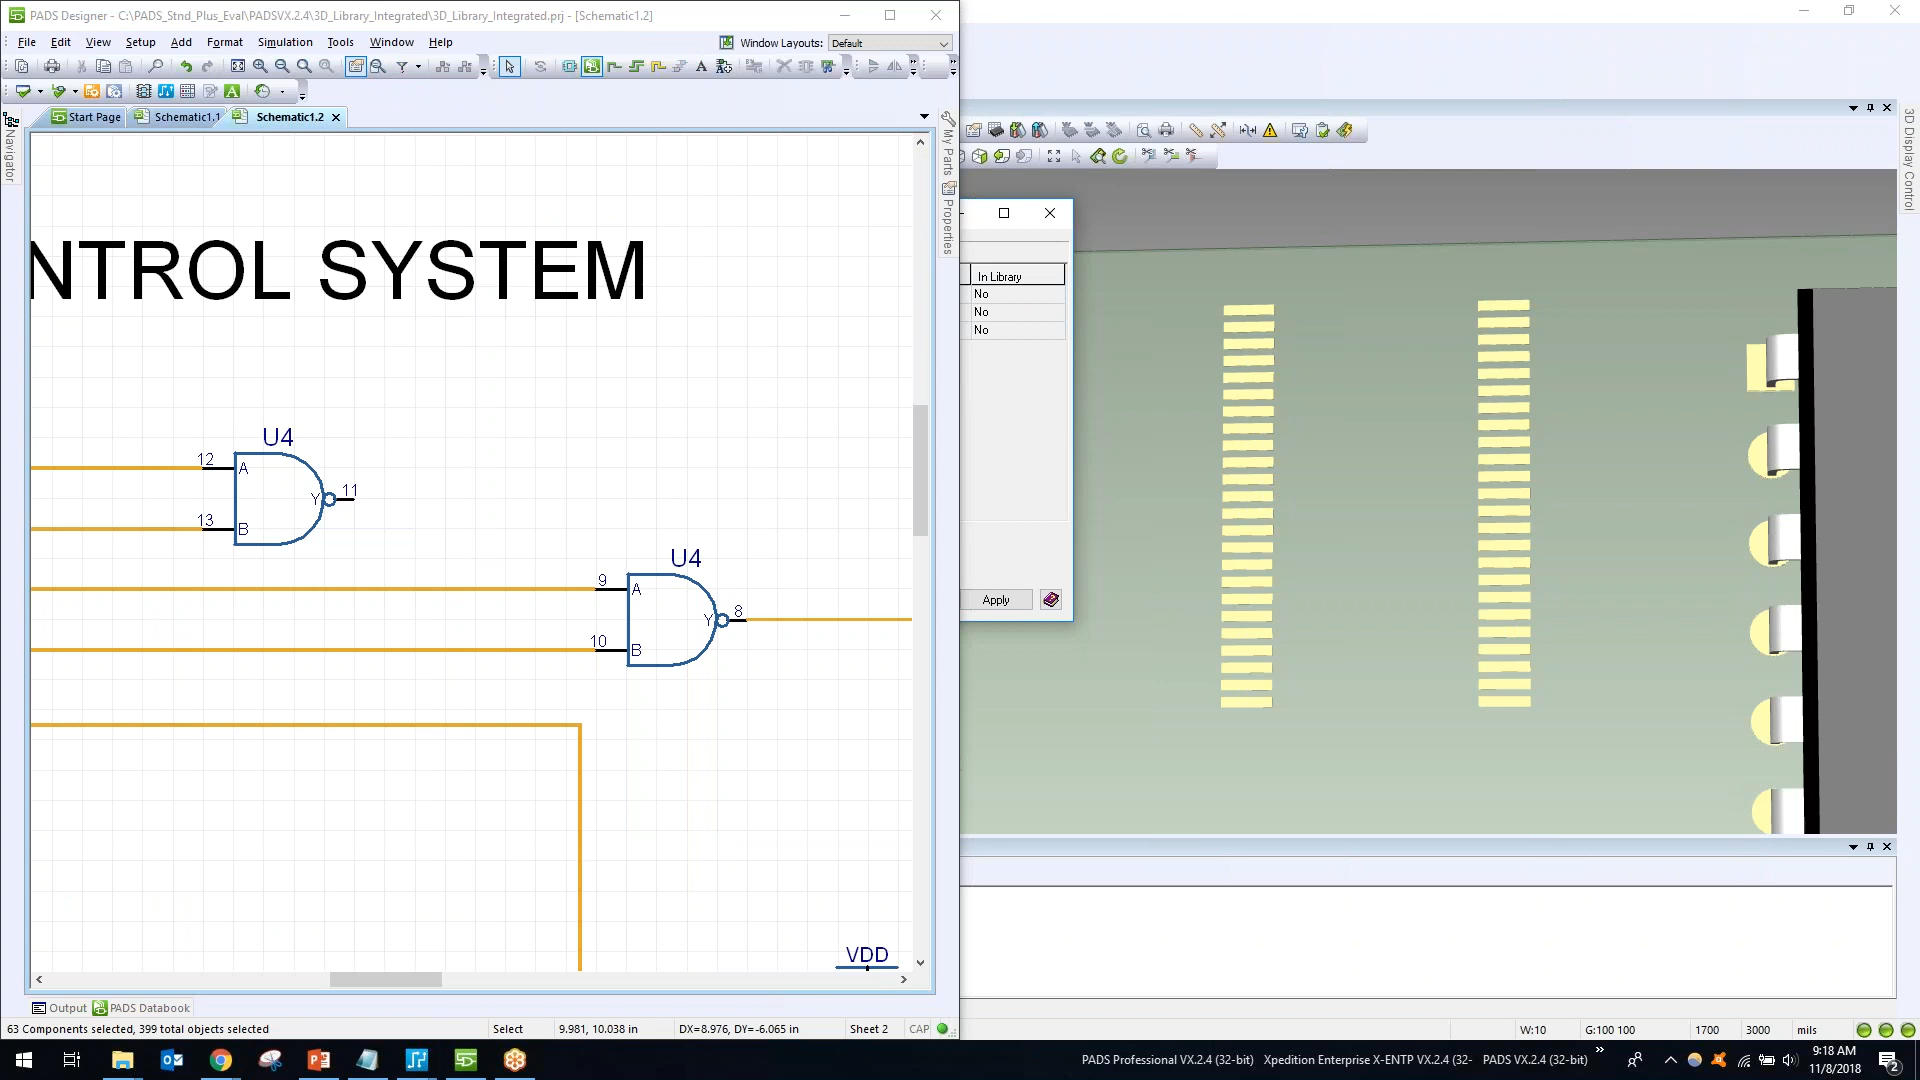 PADS Designer - C:\PADS_Stnd_Plus_Eval\PADSVX.2.4\3D_Library_Integrated\3D_Library_Integrated.prj - [Schematic1.2]
File Edit View Setup Add Format Simulation Tools Window Help
Window Layouts: Default
Start Page Schematic1.1 Schematic1.2
Navigator
My Parts
Properties
3D Display Control
NTROL SYSTEM
U4
12 A
Y 11
13 B
U4
9 A
Y 8
10 B
VDD
In Library
No
No
No
Apply
Output PADS Databook
63 Components selected, 399 total objects selected Select 9.981, 10.038 in DX=8.976, DY=-6.065 in Sheet 2 CAP
W:10 G:100 100 1700 3000 mils
PADS Professional VX.2.4 (32-bit) Xpedition Enterprise X-ENTP VX.2.4 (32- PADS VX.2.4 (32-bit) »
9:18 AM
11/8/2018
2